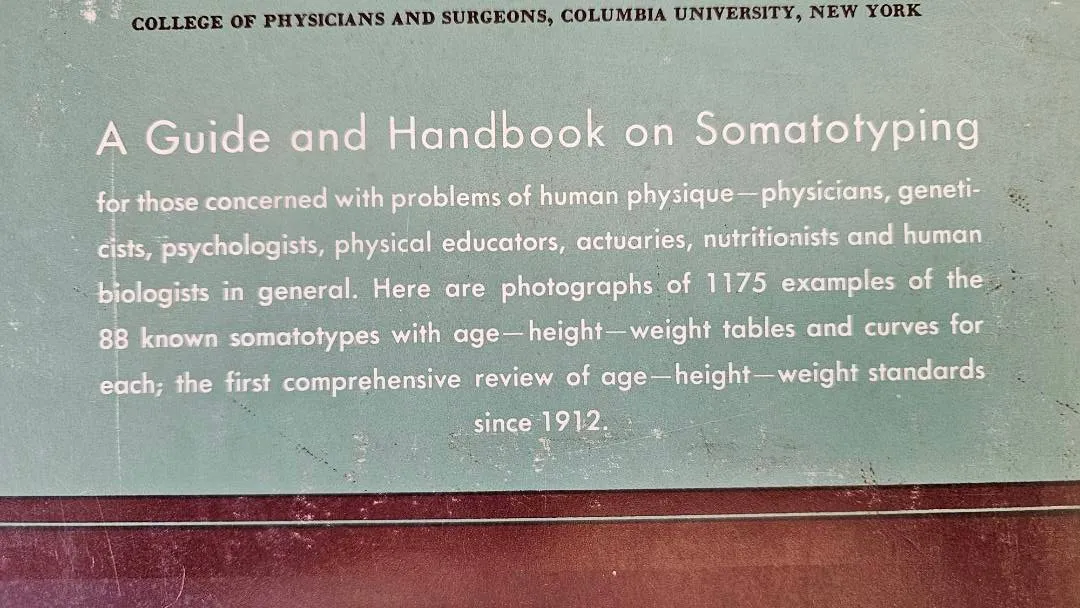 COLLEGE OF PHYSICIANS AND SURGEONS, COLUMBIA UNIVERSITY, NEW YORK
A Guide and Handbook on Somatotyping
for those concerned with problems of human physique—physicians, geneti-
cists, psychologists, physical educators, actuaries, nutritionists and human
biologists in general. Here are photographs of 1175 examples of the
88 known somatotypes with age—height—weight tables and curves for
each; the first comprehensive review of age—height—weight standards
since 1912.